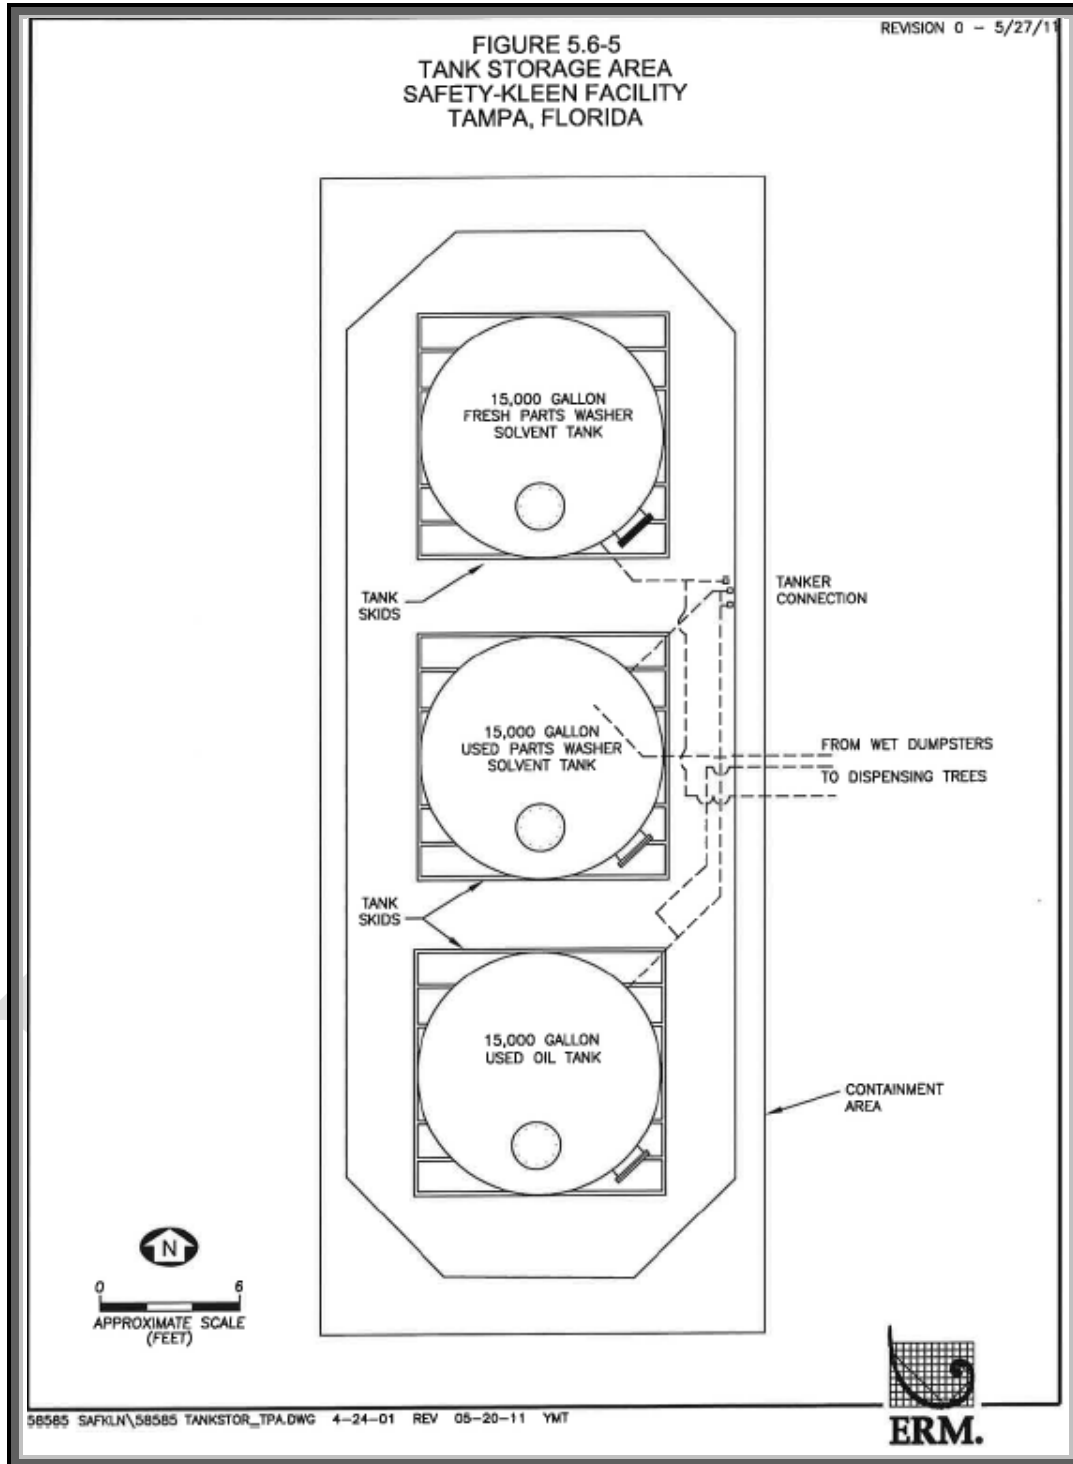 REVISION 0 – 5/27/11
FIGURE 5.6-5
TANK STORAGE AREA
SAFETY-KLEEN FACILITY
TAMPA, FLORIDA
15,000 GALLON
FRESH PARTS WASHER
SOLVENT TANK
TANK
SKIDS
TANKER
CONNECTION
15,000 GALLON
USED PARTS WASHER
SOLVENT TANK
FROM WET DUMPSTERS
TO DISPENSING TREES
TANK
SKIDS
15,000 GALLON
USED OIL TANK
CONTAINMENT
AREA
N
0 6
APPROXIMATE SCALE
(FEET)
58585 SAFKLN\58585 TANKSTOR_TPA.DWG 4-24-01 REV 05-20-11 YMT
ERM.